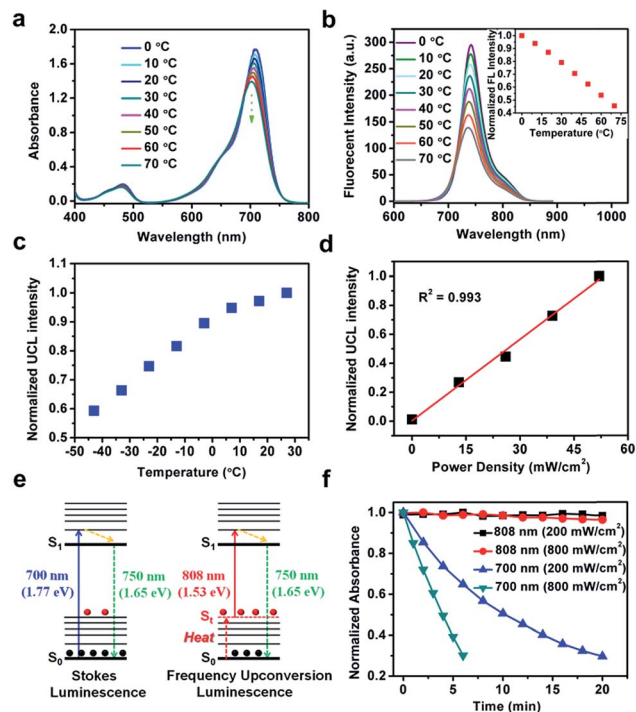 a
Absorbance
2.0
1.6
1.2
0.8
0.4
0.0
400 500 600 700 800
Wavelength (nm)
0 °C
10 °C
20 °C
30 °C
40 °C
50 °C
60 °C
70 °C
b
Fluorecent Intensity (a.u.)
300
250
200
150
100
50
0
600 700 800 900 1000
Wavelength (nm)
0 °C
10 °C
20 °C
30 °C
40 °C
50 °C
60 °C
70 °C
Normalized FL Intensity
1.0
0.9
0.8
0.7
0.6
0.5
0.4
0 15 30 45 60 75
Temperature (°C)
c
Normalized UCL intensity
1.1
1.0
0.9
0.8
0.7
0.6
0.5
-50 -40 -30 -20 -10 0 10 20 30
Temperature (°C)
d
Normalized UCL intensity
1.0
0.8
0.6
0.4
0.2
0.0
R² = 0.993
0 15 30 45 60
Power Density (mW/cm²)
e
S₁
700 nm
(1.77 eV)
750 nm
(1.65 eV)
S₀
Stokes
Luminescence
S₁
808 nm
(1.53 eV)
750 nm
(1.65 eV)
Sₜ
Heat
S₀
Frequency Upconversion
Luminescence
f
Normalized Absorbance
1.0
0.8
0.6
0.4
0.2
808 nm (200 mW/cm²)
808 nm (800 mW/cm²)
700 nm (200 mW/cm²)
700 nm (800 mW/cm²)
0 5 10 15 20
Time (min)